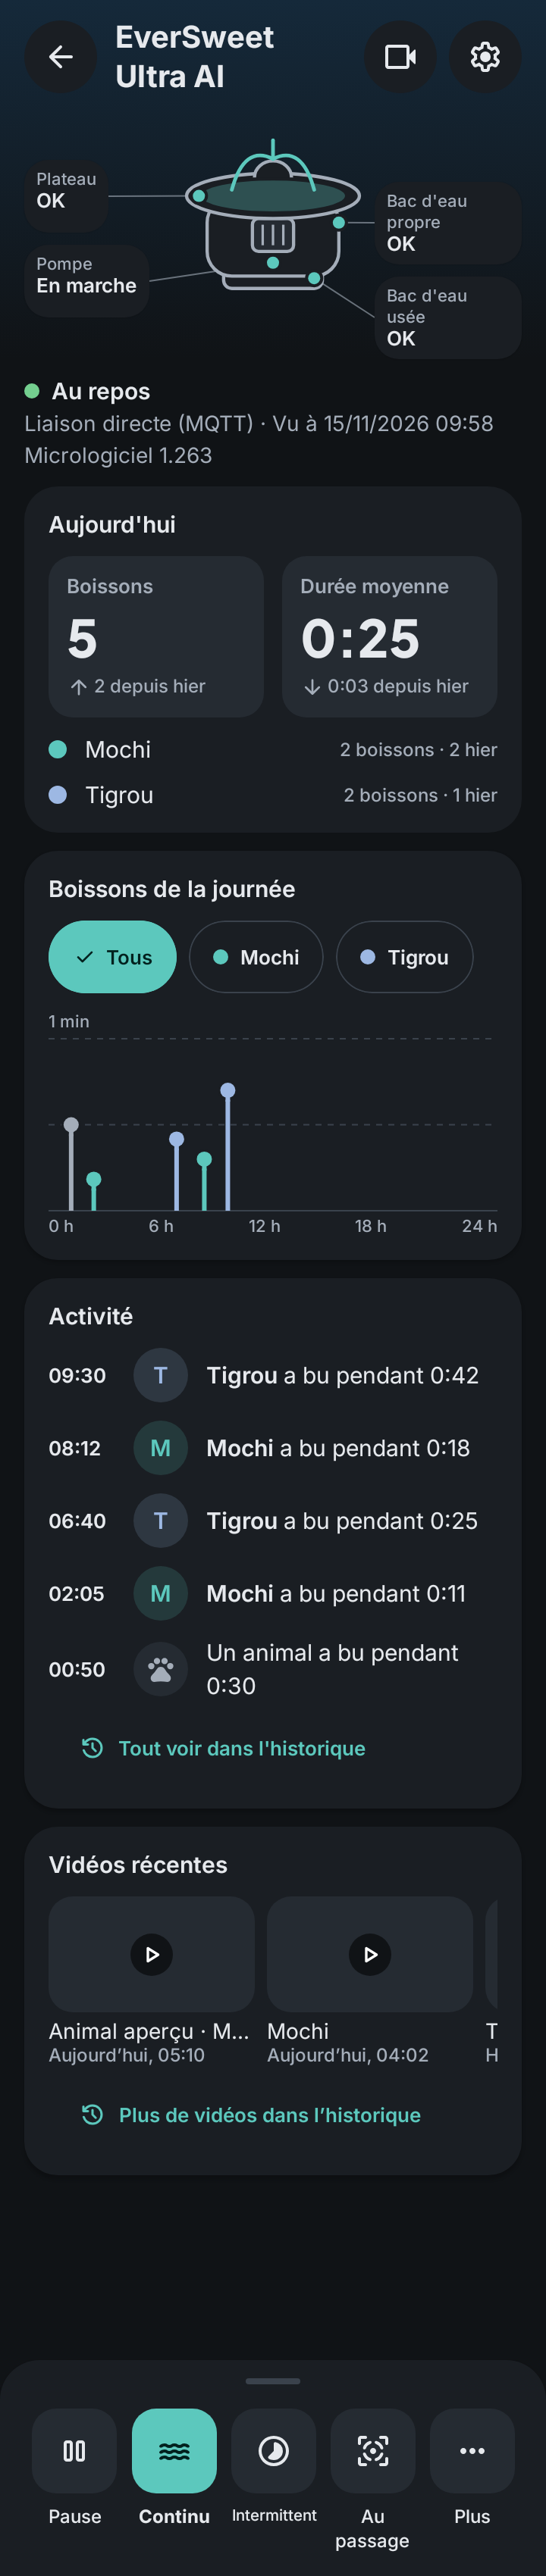 EverSweet
Ultra AI
Plateau
OK
Bac d'eau
propre
OK
Pompe
En marche
Bac d'eau
usée
OK
Au repos
Liaison directe (MQTT) · Vu à 15/11/2026 09:58
Micrologiciel 1.263
Aujourd'hui
Boissons
5
↑ 2 depuis hier
Durée moyenne
0:25
↓ 0:03 depuis hier
Mochi
2 boissons · 2 hier
Tigrou
2 boissons · 1 hier
Boissons de la journée
Tous
Mochi
Tigrou
1 min
0 h
6 h
12 h
18 h
24 h
Activité
09:30
T
Tigrou a bu pendant 0:42
08:12
M
Mochi a bu pendant 0:18
06:40
T
Tigrou a bu pendant 0:25
02:05
M
Mochi a bu pendant 0:11
00:50
Un animal a bu pendant
0:30
Tout voir dans l'historique
Vidéos récentes
Animal aperçu · M…
Aujourd’hui, 05:10
Mochi
Aujourd’hui, 04:02
T
H
Plus de vidéos dans l’historique
Pause
Continu
Intermittent
Au
passage
Plus